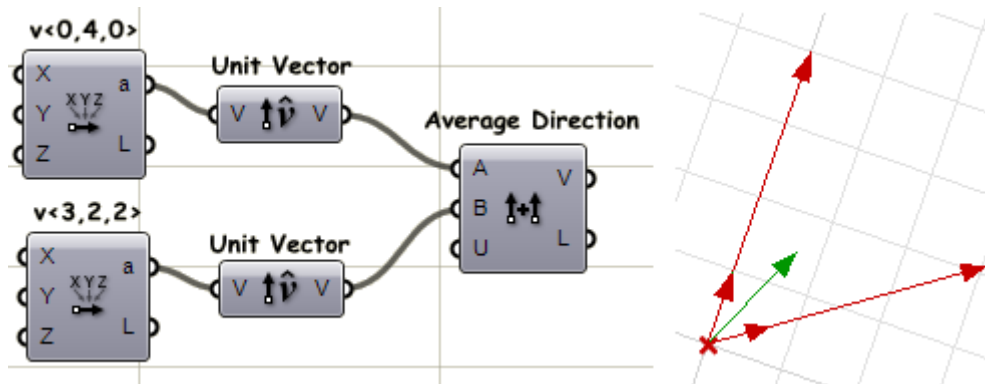 v<0,4,0>
X a
XYZ
Y
Z L
Unit Vector
V v̂ V
Average Direction
A V
B
U L
v<3,2,2>
X a
XYZ
Y
Z L
Unit Vector
V v̂ V